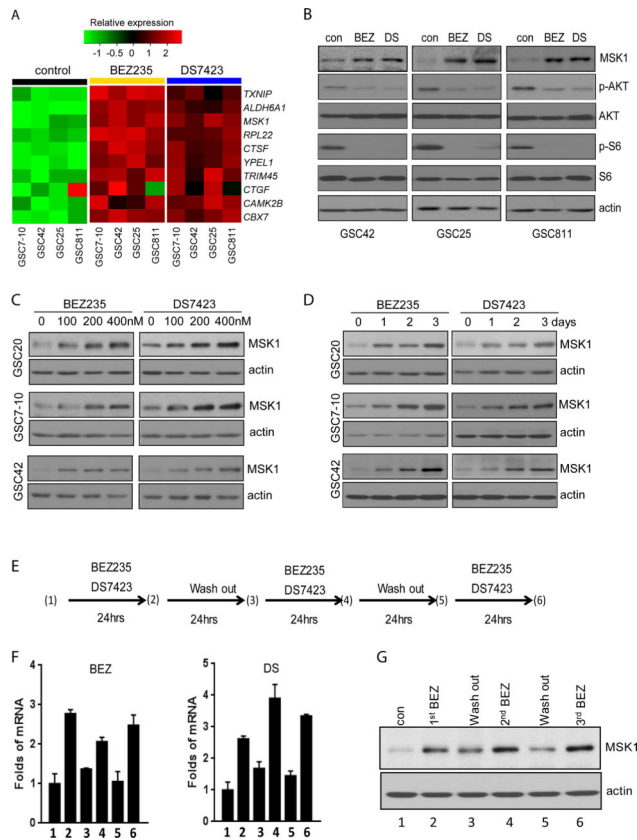 A
Relative expression
-1 -0.5 0 0.5 1
control BEZ235 DS7423
TXNIP
ALDH6A1
MSK1
RPL22
CTSF
YPEL1
TRIM45
CTGF
CAMK2B
CBX7
GSC7-10 GSC42 GSC25 GSC811 GSC7-10 GSC42 GSC25 GSC811 GSC7-10 GSC42 GSC25 GSC811
B
con BEZ DS con BEZ DS con BEZ DS
MSK1
p-AKT
AKT
p-S6
S6
actin
GSC42 GSC25 GSC811
C
BEZ235 DS7423
0 100 200 400nM 0 100 200 400nM
GSC20 MSK1
actin
GSC7-10 MSK1
actin
GSC42 MSK1
actin
D
BEZ235 DS7423
0 1 2 3 0 1 2 3 days
GSC20 MSK1
actin
GSC7-10 MSK1
actin
GSC42 MSK1
actin
E
BEZ235 BEZ235 BEZ235
DS7423 Wash out DS7423 Wash out DS7423
(1) (2) (3) (4) (5) (6)
24hrs 24hrs 24hrs 24hrs 24hrs
F
BEZ
Folds of mRNA
4
3
2
1
0
1 2 3 4 5 6
DS
Folds of mRNA
5
4
3
2
1
0
1 2 3 4 5 6
G
con 1st BEZ Wash out 2nd BEZ Wash out 3rd BEZ
MSK1
actin
1 2 3 4 5 6